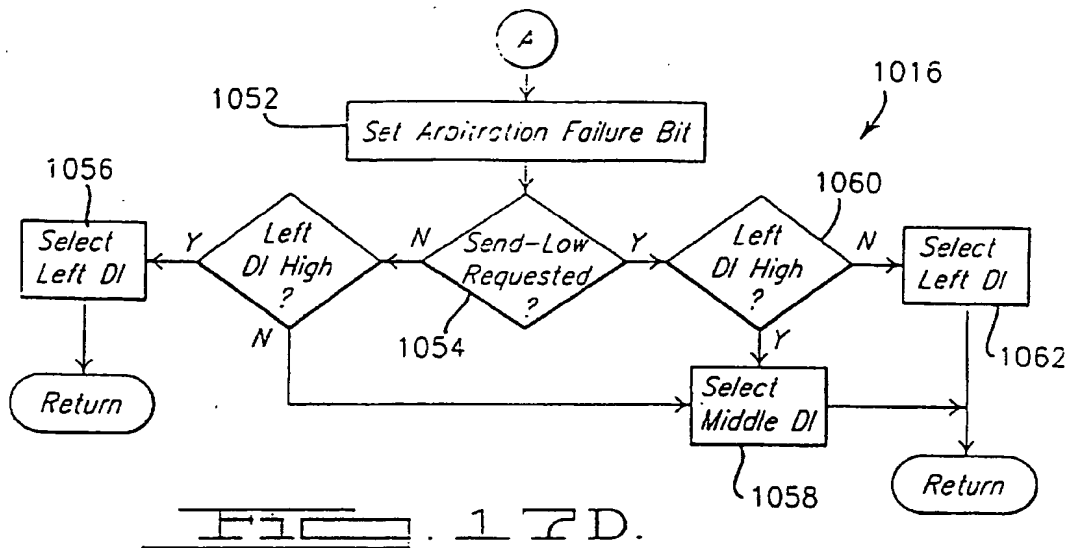 A
1016
1052
Set Arbitration Failure Bit
1056
1060
Select
Left DI
Y
Left
DI High
?
N
Send-Low
Requested
?
Y
Left
DI High
?
N
Select
Left DI
N
1054
Y
1062
Return
Select
Middle DI
1058
Return
FIG. 17D.